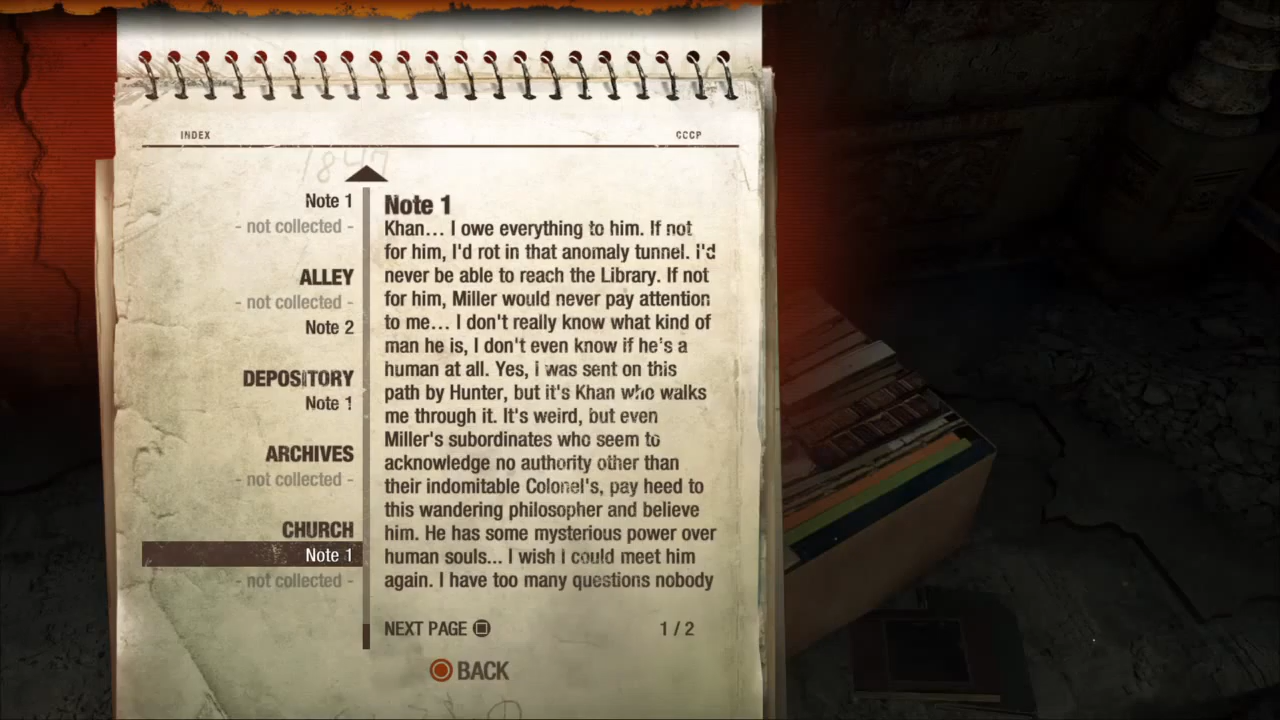 INDEX
CCCP
1847
Note 1
- not collected -
ALLEY
- not collected -
Note 2
DEPOSITORY
Note 1
ARCHIVES
- not collected -
CHURCH
Note 1
- not collected -
Note 1
Khan... I owe everything to him. If not
for him, I'd rot in that anomaly tunnel. I'd
never be able to reach the Library. If not
for him, Miller would never pay attention
to me... I don't really know what kind of
man he is, I don't even know if he's a
human at all. Yes, I was sent on this
path by Hunter, but it's Khan who walks
me through it. It's weird, but even
Miller's subordinates who seem to
acknowledge no authority other than
their indomitable Colonel's, pay heed to
this wandering philosopher and believe
him. He has some mysterious power over
human souls... I wish I could meet him
again. I have too many questions nobody
NEXT PAGE
1 / 2
BACK